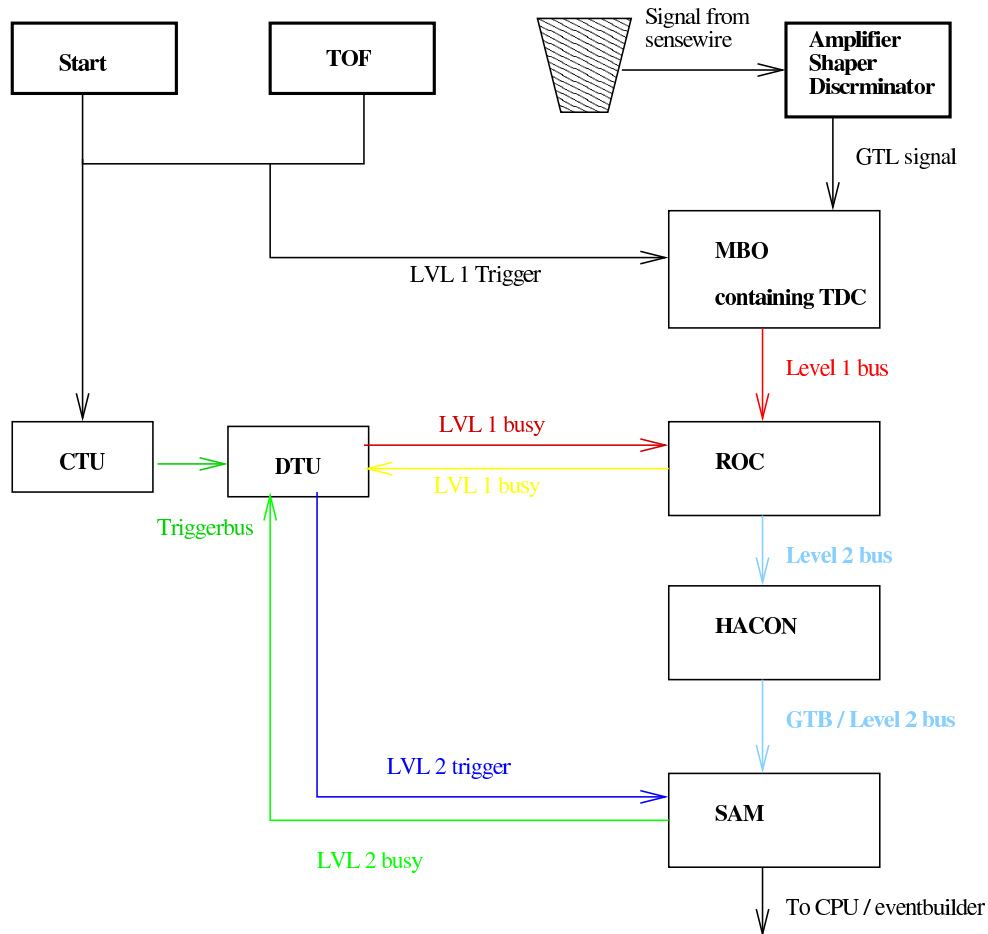 Signal from
sensewire
Start
TOF
Amplifier
Shaper
Discrminator
GTL signal
MBO
containing TDC
LVL 1 Trigger
Level 1 bus
LVL 1 busy
CTU
DTU
ROC
LVL 1 busy
Triggerbus
Level 2 bus
HACON
GTB / Level 2 bus
LVL 2 trigger
SAM
LVL 2 busy
To CPU / eventbuilder